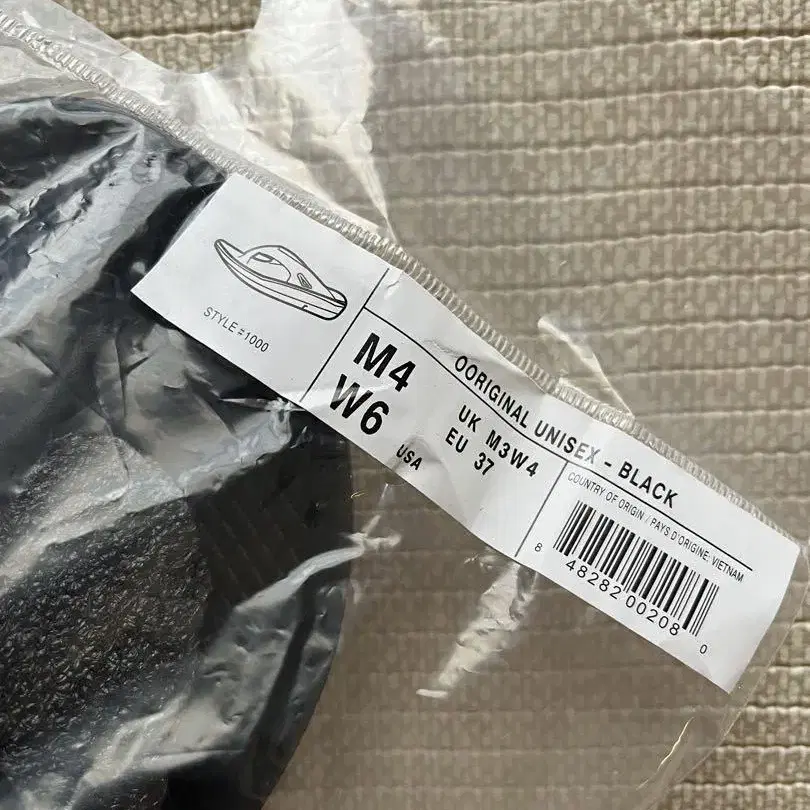 STYLE #1000
M4
W6
USA
OORIGINAL UNISEX - BLACK
UK M3W4
EU 37
COUNTRY OF ORIGIN / PAYS D'ORIGINE: VIETNAM
8 48282 00208 0